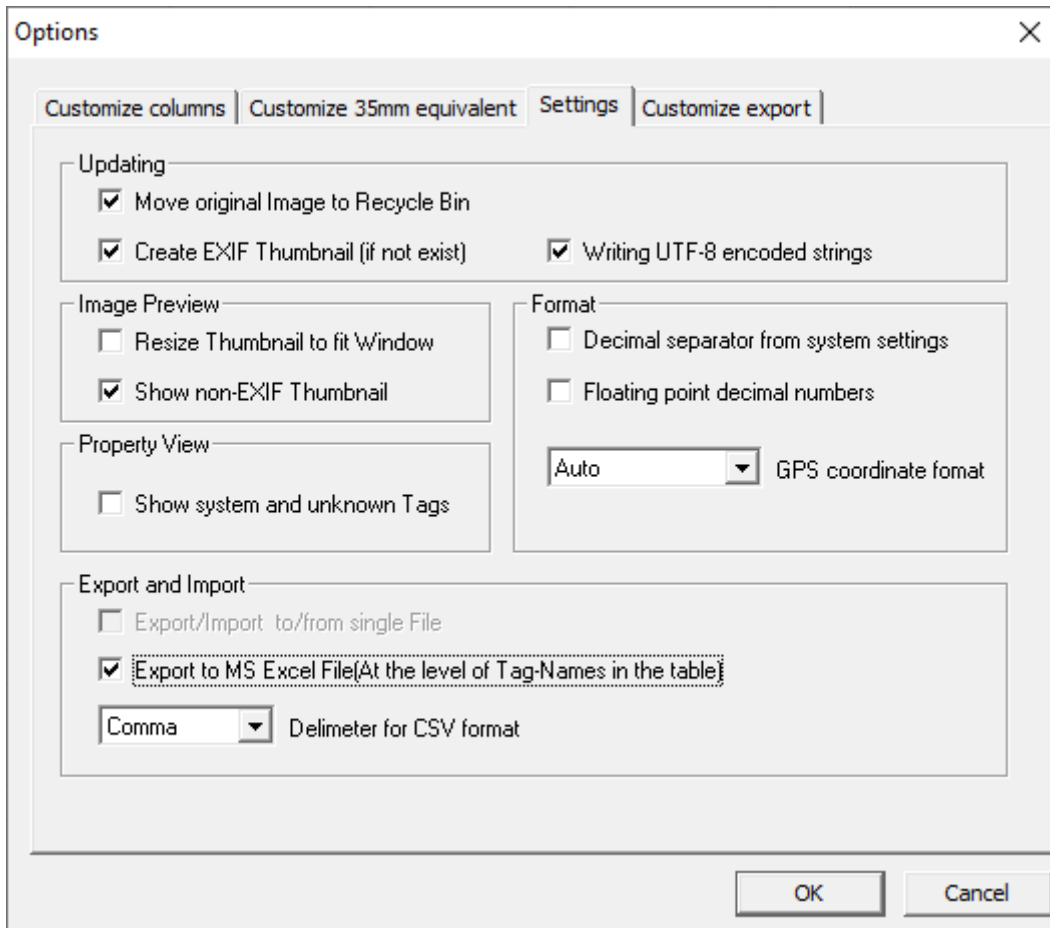 Options
Customize columns Customize 35mm equivalent Settings Customize export
Updating
Move original Image to Recycle Bin
Create EXIF Thumbnail (if not exist) Writing UTF-8 encoded strings
Image Preview Format
Resize Thumbnail to fit Window Decimal separator from system settings
Show non-EXIF Thumbnail Floating point decimal numbers
Property View
Auto GPS coordinate fomat
Show system and unknown Tags
Export and Import
Export/Import to/from single File
Export to MS Excel File(At the level of Tag-Names in the table)
Comma Delimeter for CSV format
OK Cancel